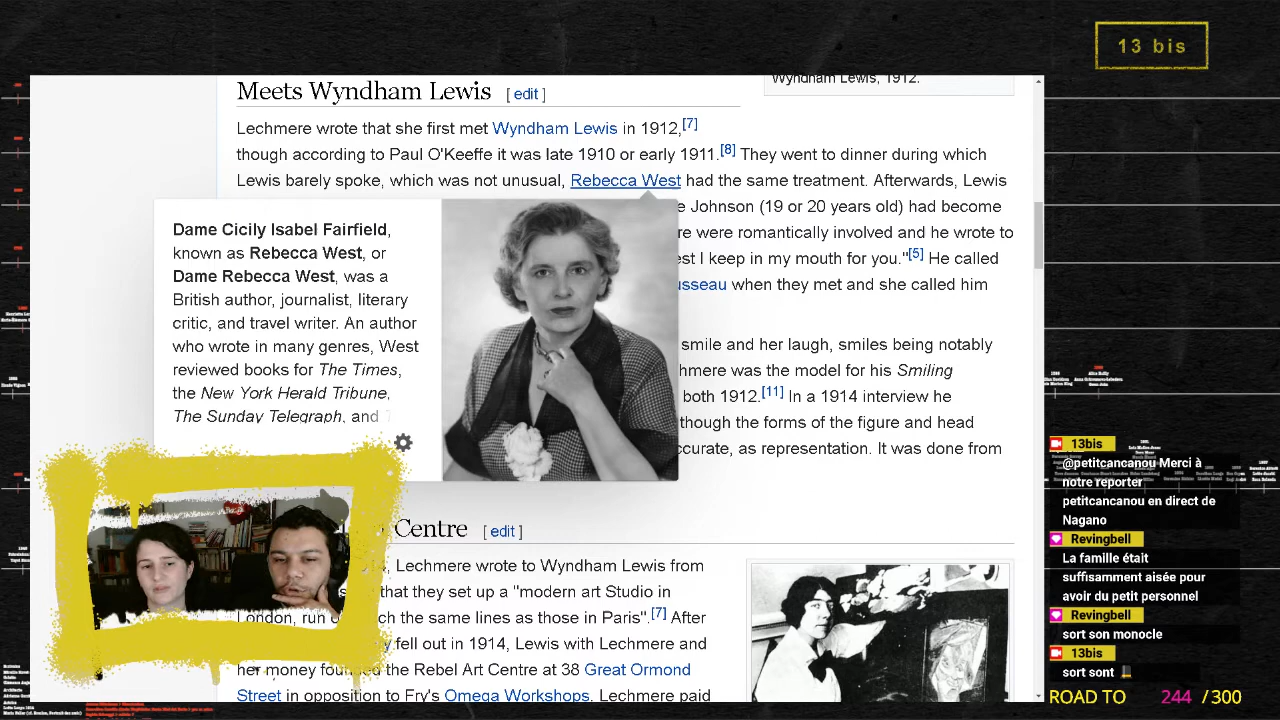 13 bis
Wyndham Lewis, 1912.
Meets Wyndham Lewis [ edit ]
Lechmere wrote that she first met Wyndham Lewis in 1912,[7]
though according to Paul O'Keeffe it was late 1910 or early 1911.[8] They went to dinner during which
Lewis barely spoke, which was not unusual, Rebecca West had the same treatment. Afterwards, Lewis
e Johnson (19 or 20 years old) had become
re were romantically involved and he wrote to
est I keep in my mouth for you."[5] He called
usseau when they met and she called him
smile and her laugh, smiles being notably
hmere was the model for his Smiling
both 1912.[11] In a 1914 interview he
though the forms of the figure and head
ccurate, as representation. It was done from
Dame Cicily Isabel Fairfield,
known as Rebecca West, or
Dame Rebecca West, was a
British author, journalist, literary
critic, and travel writer. An author
who wrote in many genres, West
reviewed books for The Times,
the New York Herald Tribune,
The Sunday Telegraph, and
Centre [ edit ]
, Lechmere wrote to Wyndham Lewis from
that they set up a "modern art Studio in
London, run on the same lines as those in Paris".[7] After
fell out in 1914, Lewis with Lechmere and
her money founded the Rebel Art Centre at 38 Great Ormond
Street in opposition to Fry's Omega Workshops. Lechmere paid
13bis
@petitcancanou Merci à
notre reporter
petitcancanou en direct de
Nagano
Revingbell
La famille était
suffisamment aisée pour
avoir du petit personnel
Revingbell
sort son monocle
13bis
sort sont
ROAD TO 244 / 300